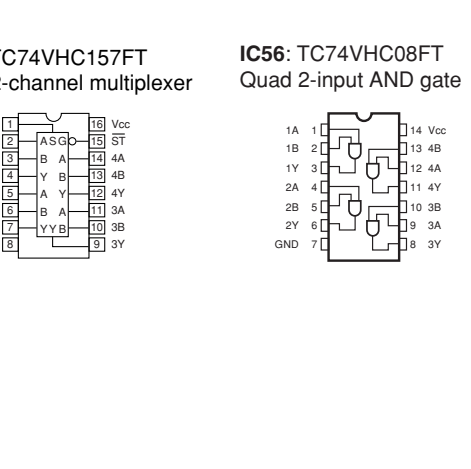 TC74VHC157FT
2-channel multiplexer
1 16 Vcc
2 A S G 15 ST
3 B A 14 4A
4 Y B 13 4B
5 A Y 12 4Y
6 B A 11 3A
7 Y Y B 10 3B
8 9 3Y
IC56: TC74VHC08FT
Quad 2-input AND gate
1A 1 14 Vcc
1B 2 13 4B
1Y 3 12 4A
2A 4 11 4Y
2B 5 10 3B
2Y 6 9 3A
GND 7 8 3Y